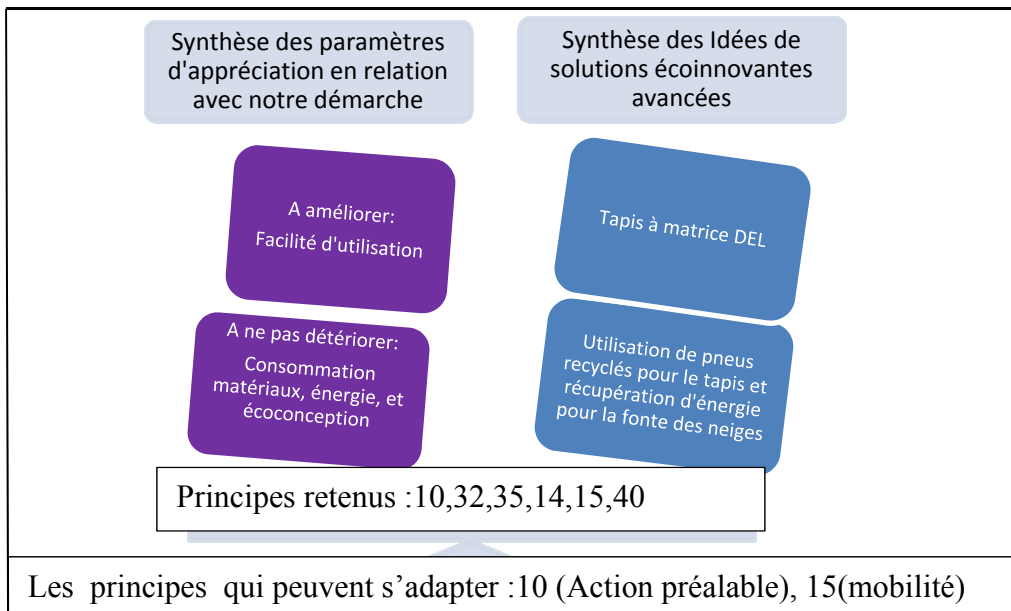 Synthèse des paramètres
d'appréciation en relation
avec notre démarche
Synthèse des Idées de
solutions écoinnovantes
avancées
A améliorer:
Facilité d'utilisation
Tapis à matrice DEL
A ne pas détériorer:
Consommation
matériaux, énergie, et
écoconception
Utilisation de pneus
recyclés pour le tapis et
récupération d'énergie
pour la fonte des neiges
Principes retenus :10,32,35,14,15,40
Les principes qui peuvent s’adapter :10 (Action préalable), 15(mobilité)